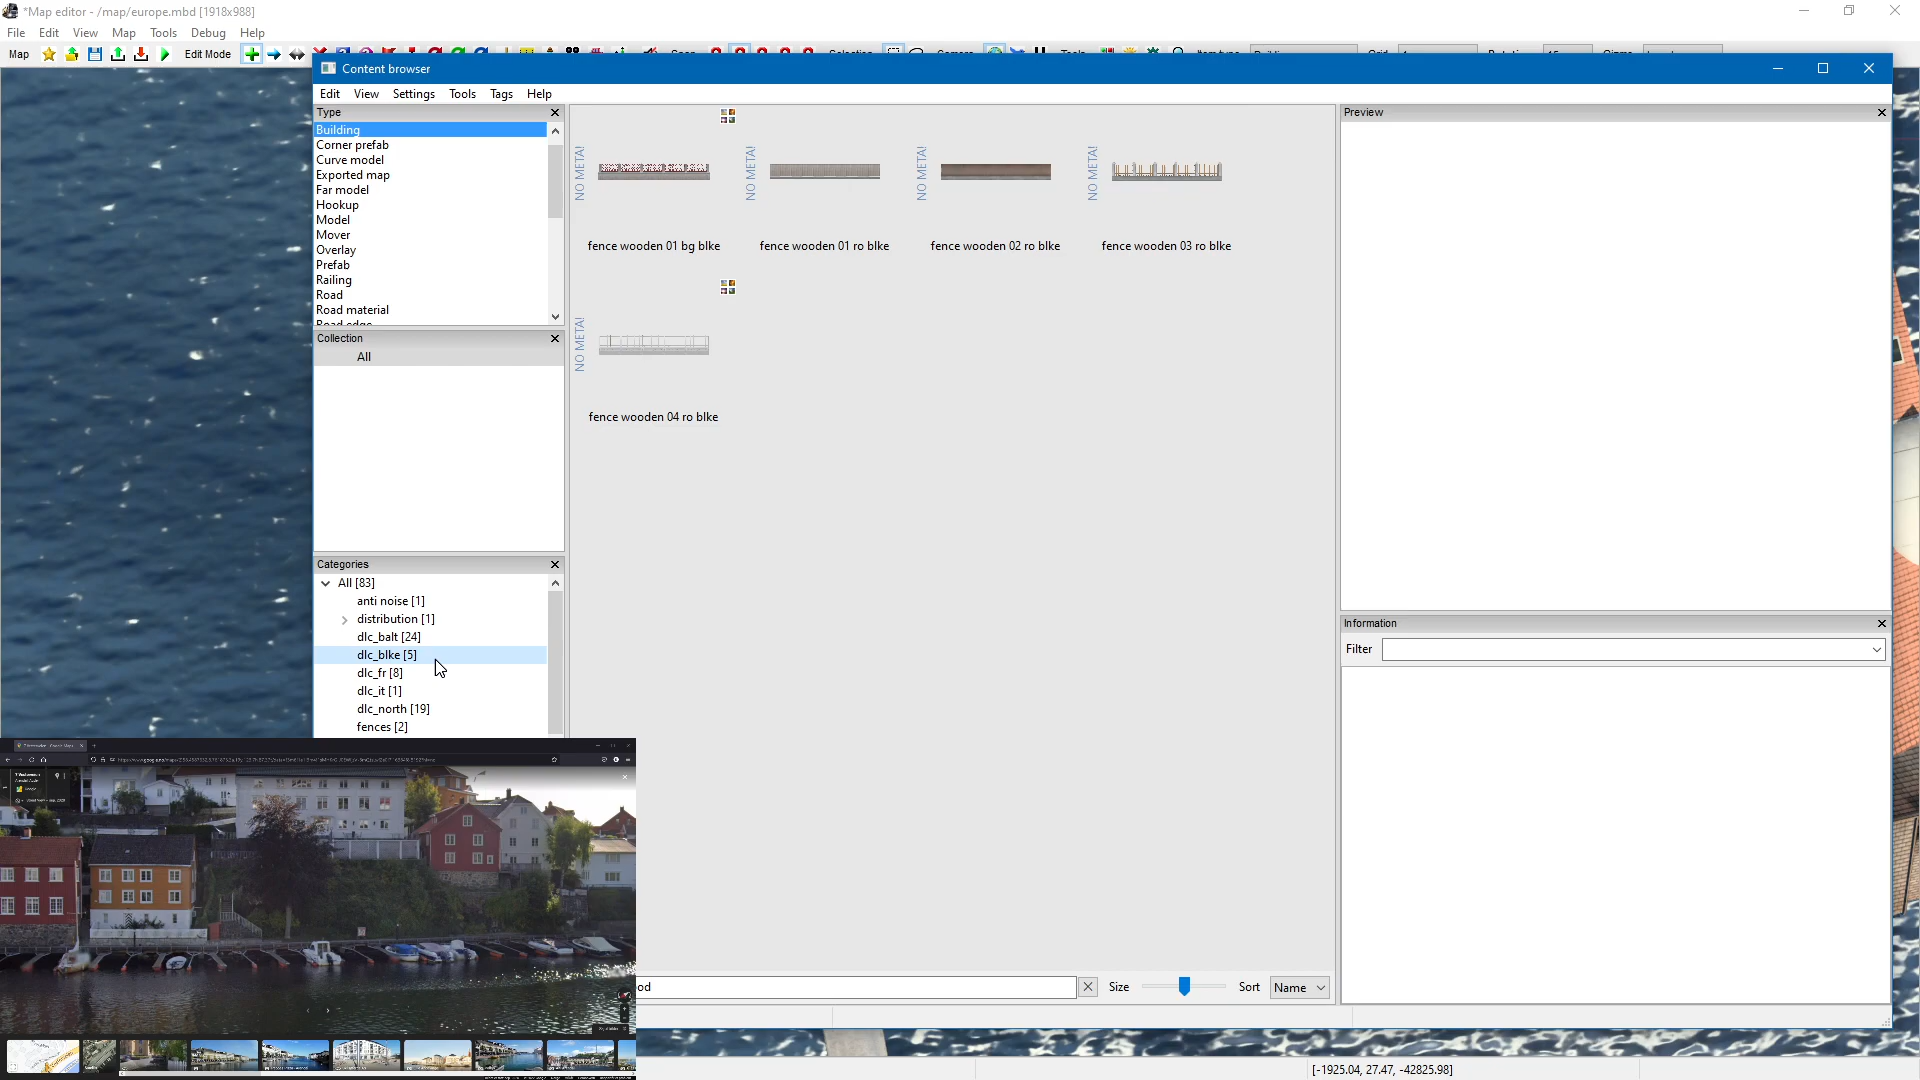 *Map editor - /map/europe.mbd [1918x988]
File Edit View Map Tools Debug Help
Map Edit Mode
Content browser
Edit View Settings Tools Tags Help
Type
Building
Corner prefab
Curve model
Exported map
Far model
Hookup
Model
Mover
Overlay
Prefab
Railing
Road
Road material
Road edge
Collection
All
Categories
All [83]
anti noise [1]
distribution [1]
dlc_balt [24]
dlc_blke [5]
dlc_fr [8]
dlc_it [1]
dlc_north [19]
fences [2]
NO META! NO META! NO META! NO META!
fence wooden 01 bg blke fence wooden 01 ro blke fence wooden 02 ro blke fence wooden 03 ro blke
NO META!
fence wooden 04 ro blke
Preview
Information
Filter
od Size Sort Name
[-1925.04, 27.47, -42825.98]